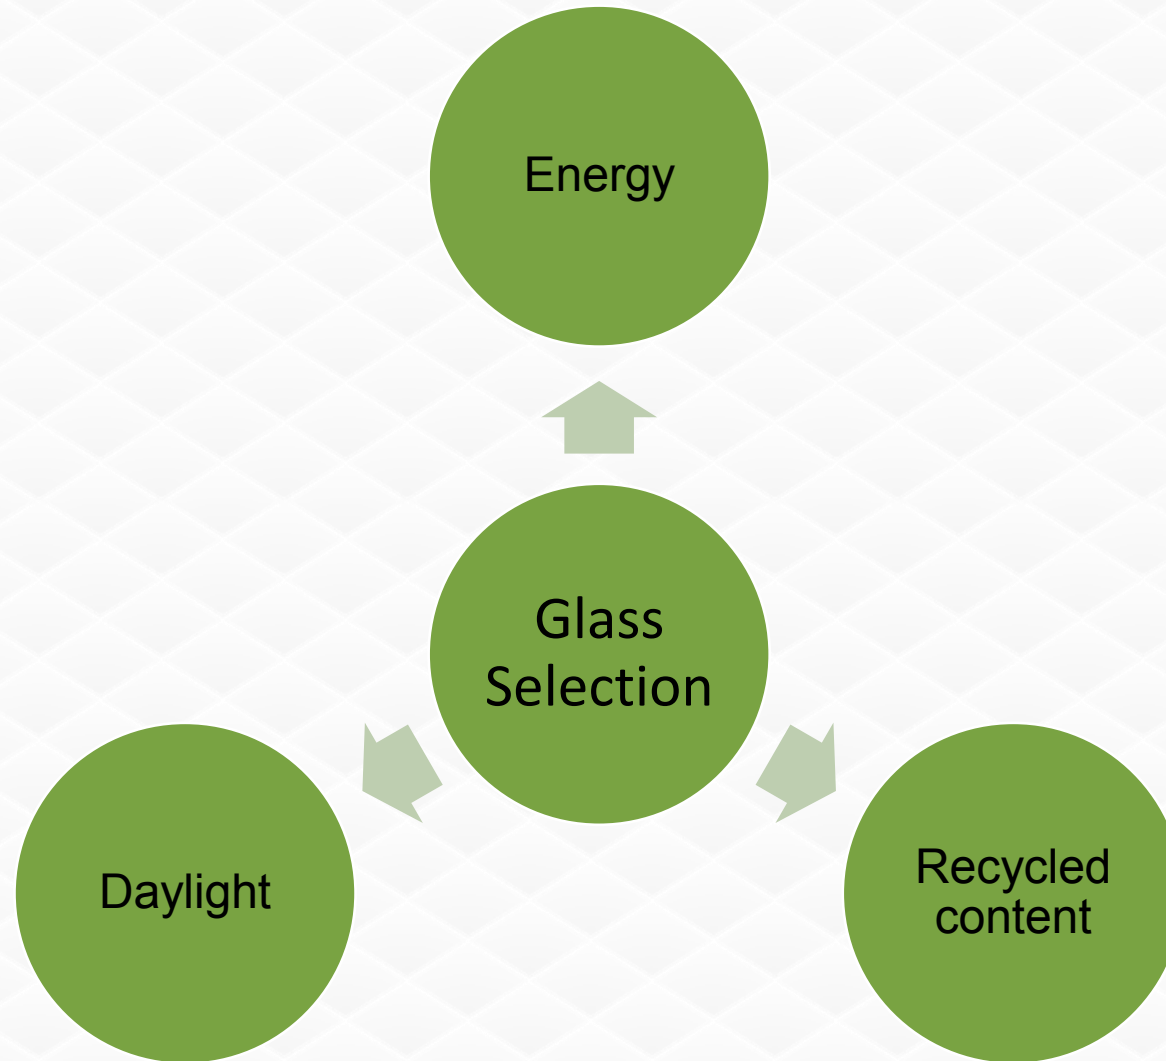 Energy
Glass
Selection
Daylight
Recycled
content